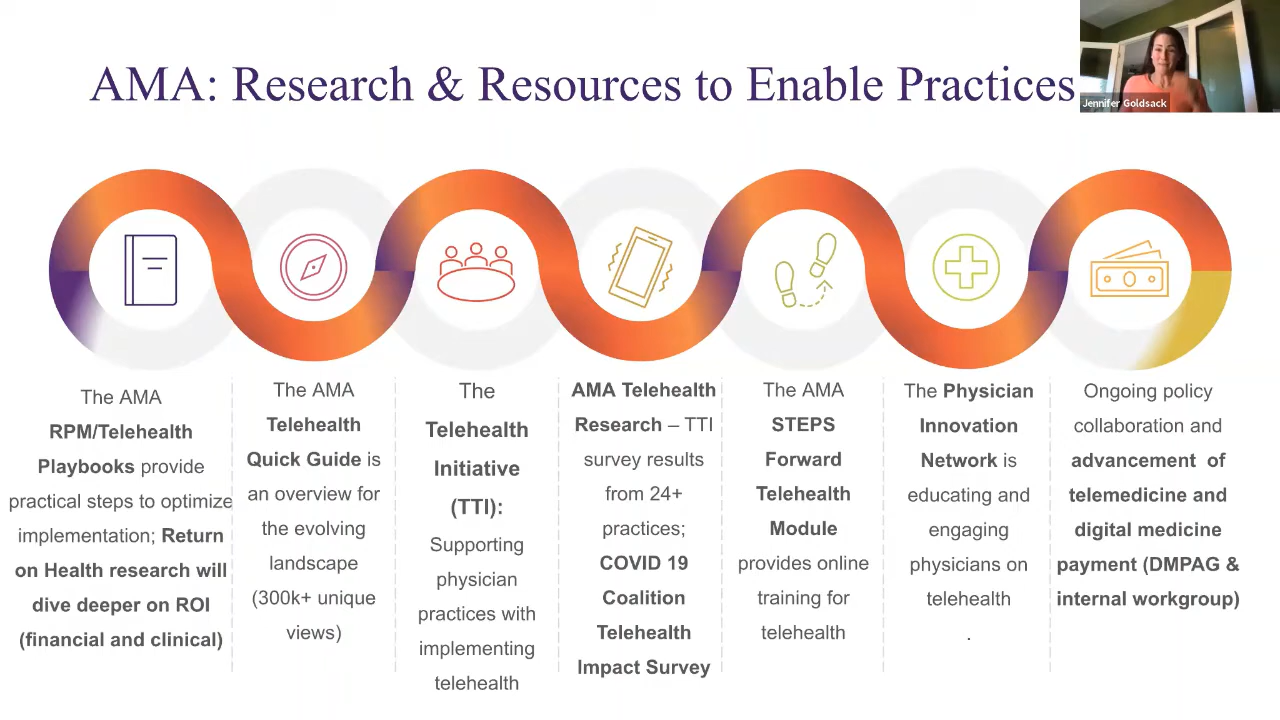 AMA: Research & Resources to Enable Practices
Jennifer Goldsack
The AMA
RPM/Telehealth
Playbooks provide
practical steps to optimize
implementation; Return
on Health research will
dive deeper on ROI
(financial and clinical)
The AMA
Telehealth
Quick Guide is
an overview for
the evolving
landscape
(300k+ unique
views)
The
Telehealth
Initiative
(TTI):
Supporting
physician
practices with
implementing
telehealth
AMA Telehealth
Research – TTI
survey results
from 24+
practices;
COVID 19
Coalition
Telehealth
Impact Survey
The AMA
STEPS
Forward
Telehealth
Module
provides online
training for
telehealth
The Physician
Innovation
Network is
educating and
engaging
physicians on
telehealth
.
Ongoing policy
collaboration and
advancement of
telemedicine and
digital medicine
payment (DMPAG &
internal workgroup)